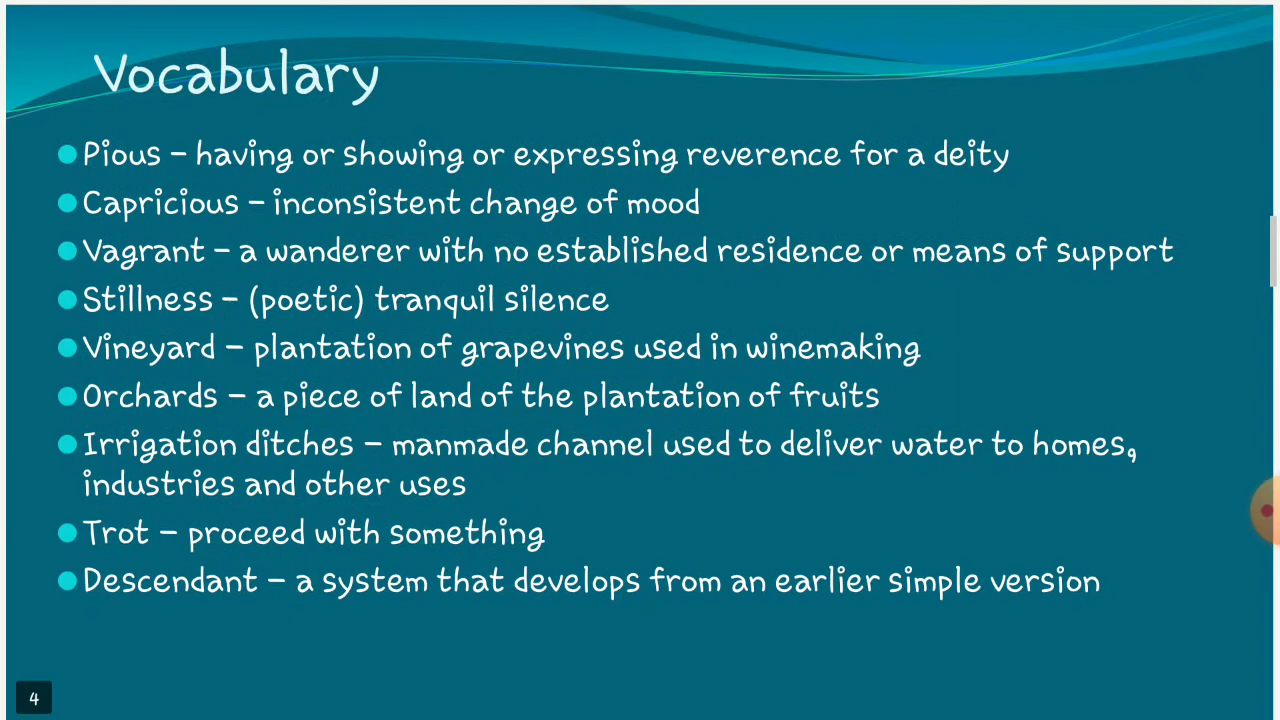 Vocabulary
Pious – having or showing or expressing reverence for a deity
Capricious – inconsistent change of mood
Vagrant – a wanderer with no established residence or means of support
Stillness – (poetic) tranquil silence
Vineyard – plantation of grapevines used in winemaking
Orchards – a piece of land of the plantation of fruits
Irrigation ditches – manmade channel used to deliver water to homes,
industries and other uses
Trot – proceed with something
Descendant – a system that develops from an earlier simple version
4